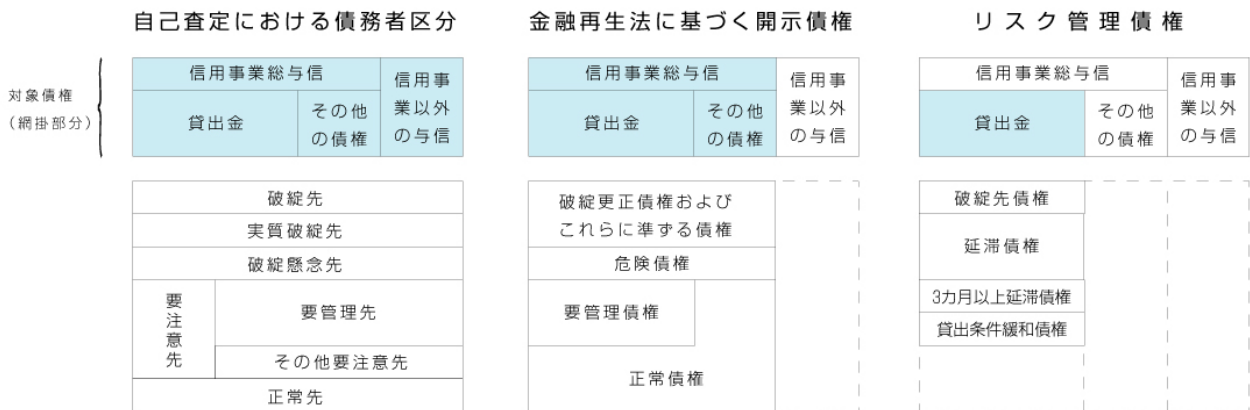 自己査定における債務者区分
金融再生法に基づく開示債権
リスク管理債権
対象債権
（網掛部分）
信用事業総与信
貸出金
その他
の債権
信用事
業以外
の与信
信用事業総与信
貸出金
その他
の債権
信用事
業以外
の与信
信用事業総与信
貸出金
その他
の債権
信用事
業以外
の与信
破綻先
実質破綻先
破綻懸念先
要注意先
要管理先
その他要注意先
正常先
破綻更正債権および
これらに準ずる債権
危険債権
要管理債権
正常債権
破綻先債権
延滞債権
3カ月以上延滞債権
貸出条件緩和債権